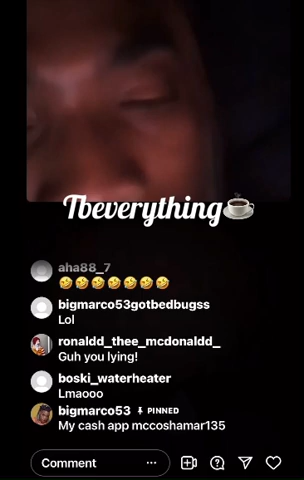 Tbeverything☕
aha88_7
🤣🤣🤣🤣🤣🤣🤣
bigmarco53gotbedbugss
Lol
ronaldd_thee_mcdonaldd_
Guh you lying!
boski_waterheater
Lmaooo
bigmarco53 PINNED
My cash app mccoshamar135
Comment ...